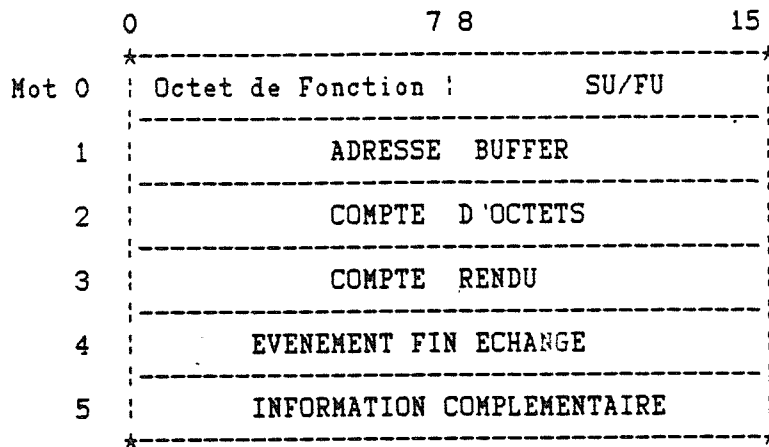 0 7 8 15
Mot 0 Octet de Fonction SU/FU
1 ADRESSE BUFFER
2 COMPTE D'OCTETS
3 COMPTE RENDU
4 EVENEMENT FIN ECHANGE
5 INFORMATION COMPLEMENTAIRE